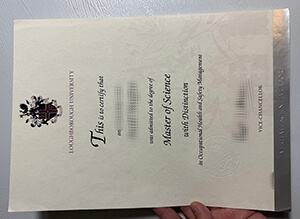 LOUGHBOROUGH UNIVERSITY
This is to certify that
was admitted to the degree of
Master of Science
with Distinction
in Occupational Health and Safety Management
VICE-CHANCELLOR